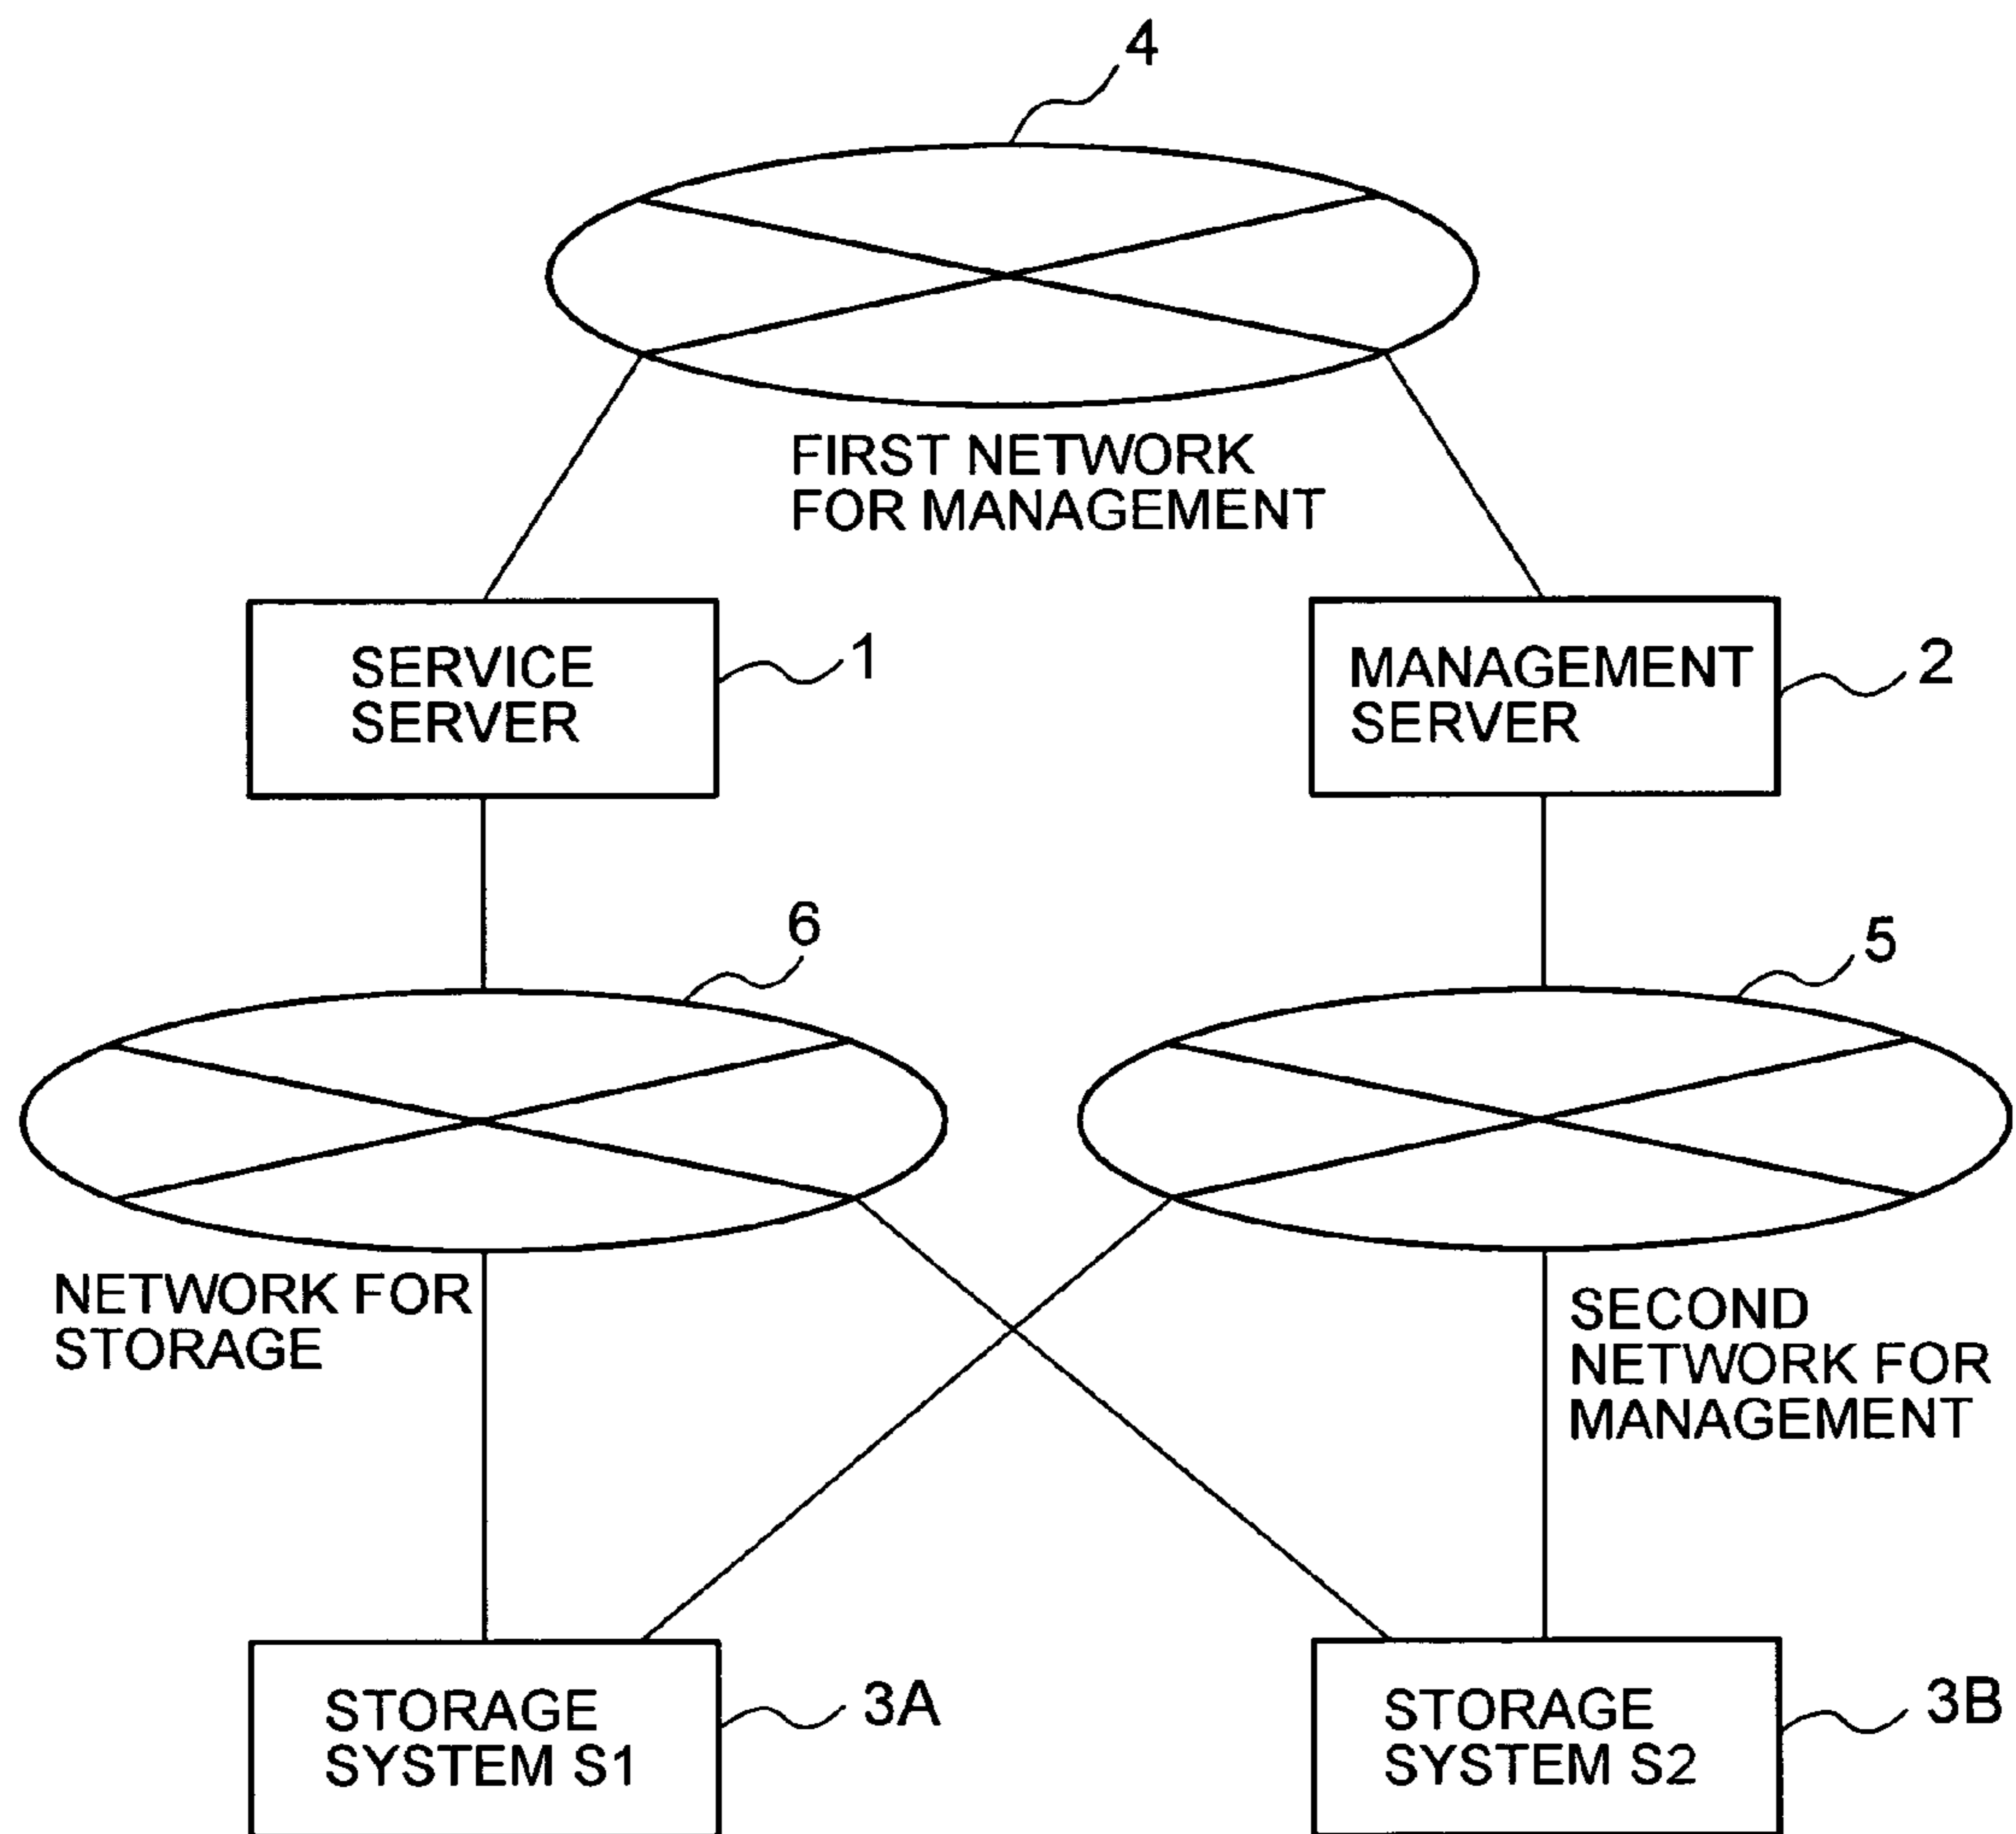 4
FIRST NETWORK
FOR MANAGEMENT
SERVICE
SERVER
1
MANAGEMENT
SERVER
2
6
5
NETWORK FOR
STORAGE
SECOND
NETWORK FOR
MANAGEMENT
STORAGE
SYSTEM S1
3A
STORAGE
SYSTEM S2
3B